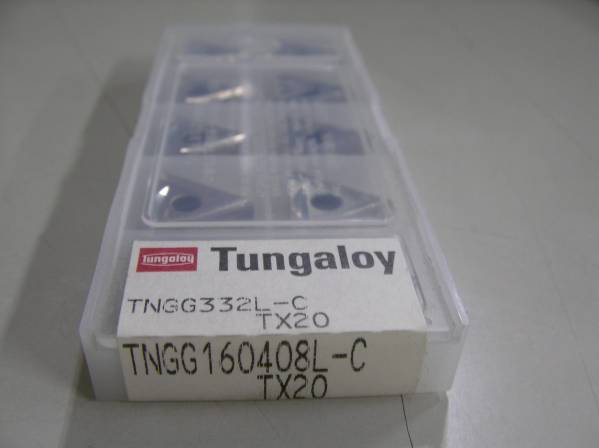 Tungaloy Tungaloy
TNGG332L-C
TX20
TNGG160408L-C
TX20